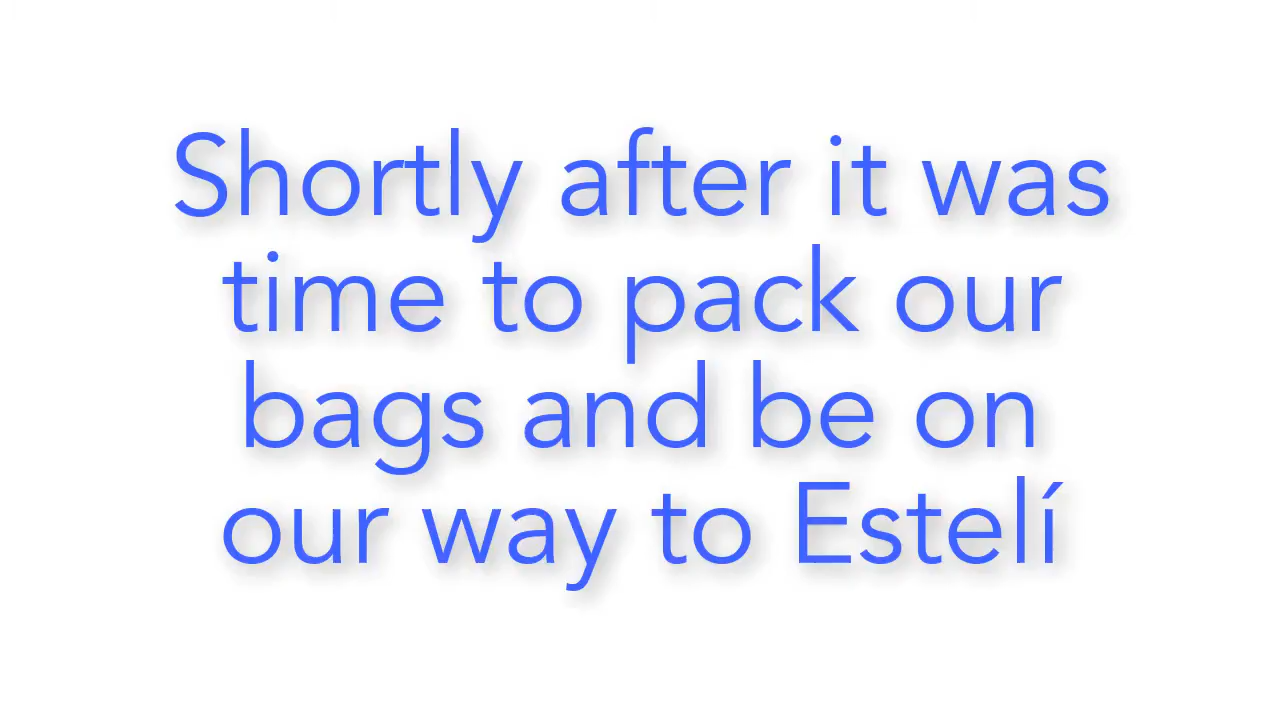 Shortly after it was
time to pack our
bags and be on
our way to Estelí